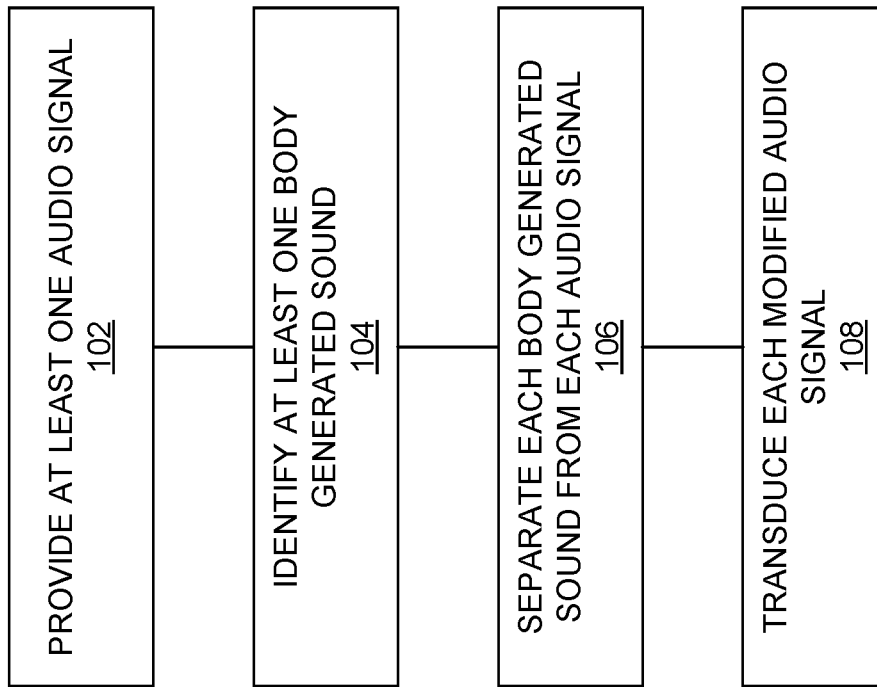 PROVIDE AT LEAST ONE AUDIO SIGNAL
102
IDENTIFY AT LEAST ONE BODY
GENERATED SOUND
104
SEPARATE EACH BODY GENERATED
SOUND FROM EACH AUDIO SIGNAL
106
TRANSDUCE EACH MODIFIED AUDIO
SIGNAL
108